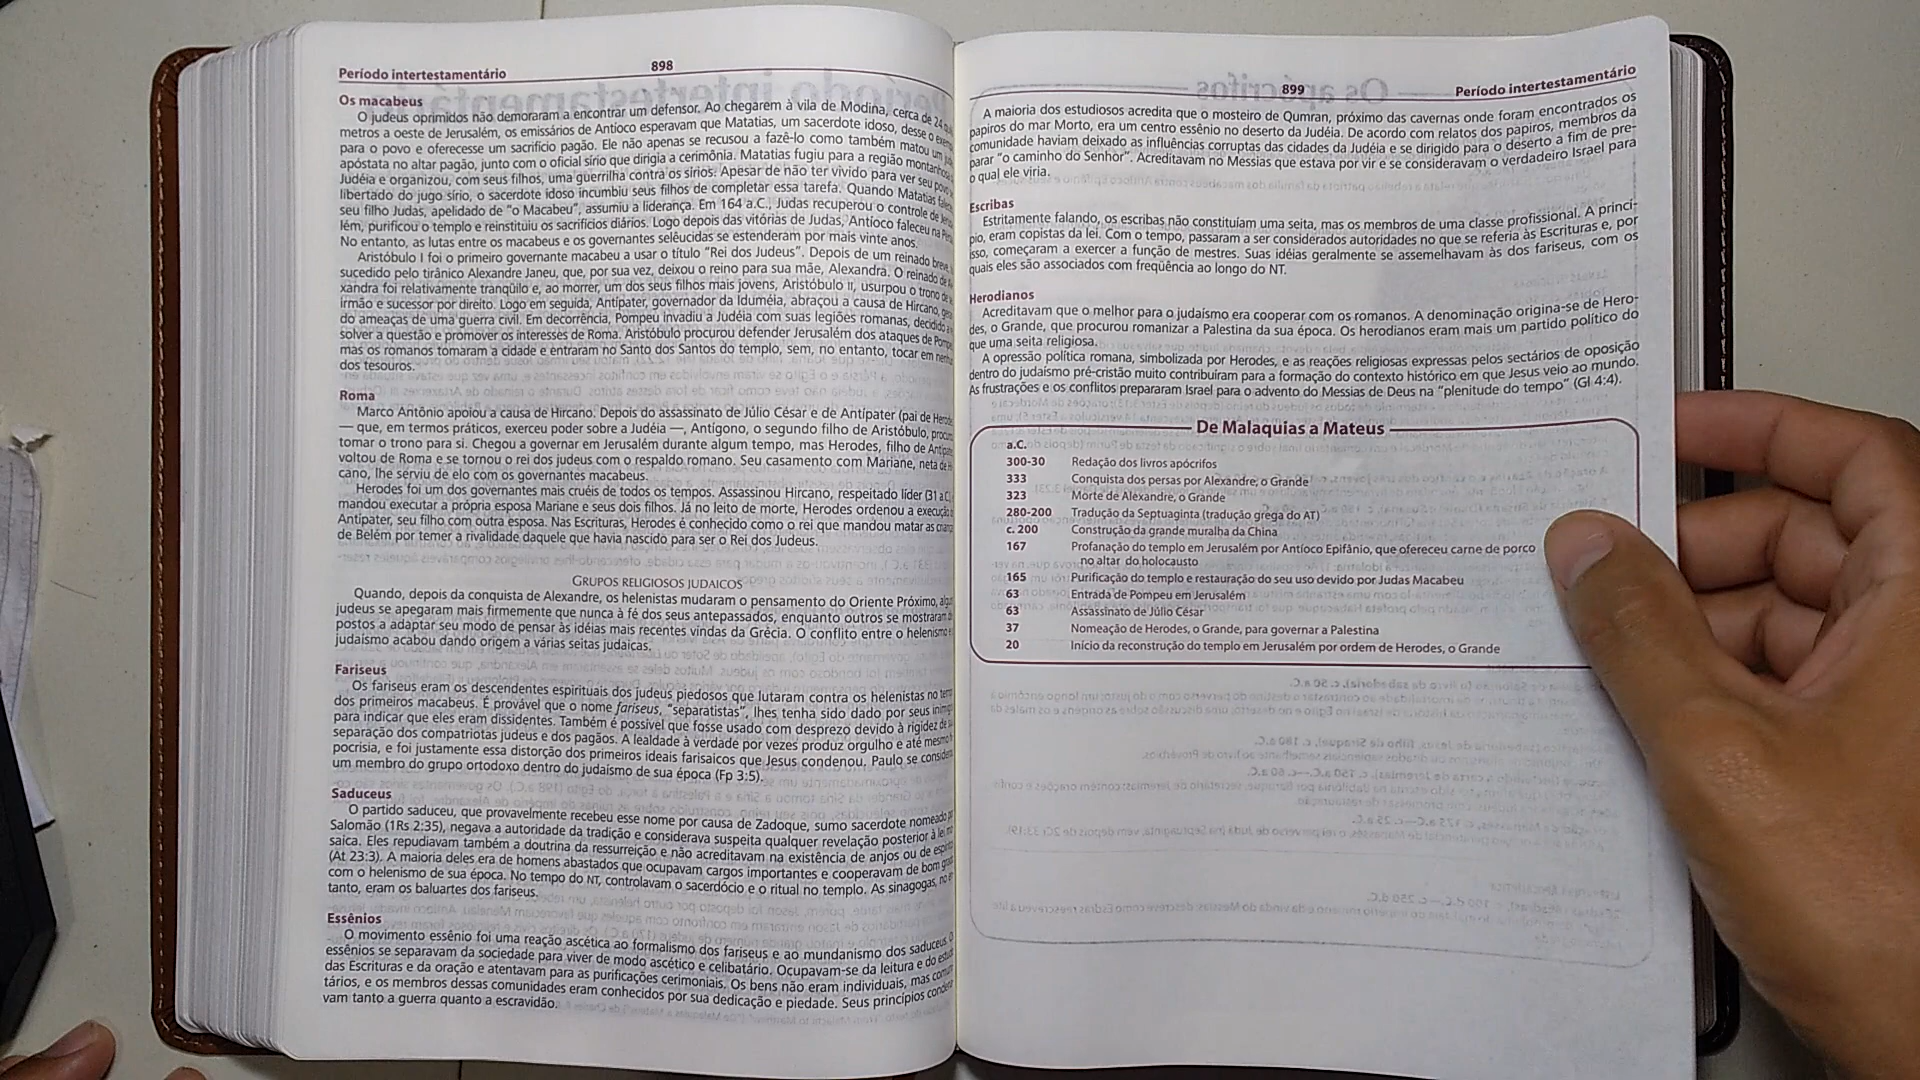 Período intertestamentário
898
Os macabeus
O judeus oprimidos não demoraram a encontrar um defensor. Ao chegarem à vila de Modina, cerca de 24
metros a oeste de Jerusalém, os emissários de Antíoco esperavam que Matatias, um sacerdote idoso, desse o
para o povo e oferecesse um sacrifício pagão. Ele não apenas se recusou a fazê-lo como também matou um
apóstata no altar pagão, junto com o oficial sírio que dirigia a cerimônia. Matatias fugiu para a região
Judéia e organizou, com seus filhos, uma guerrilha contra os sírios. Apesar de não ter vivido para ver seu povo
libertado do jugo sírio, o sacerdote idoso incumbiu seus filhos de completar essa tarefa. Quando Matatias
seu filho Judas, apelidado de "o Macabeu", assumiu a liderança. Em 164 a.C., Judas recuperou o controle de
lém, purificou o templo e reinstituiu os sacrifícios diários. Logo depois das vitórias de Judas, Antíoco faleceu na
No entanto, as lutas entre os macabeus e os governantes selêucidas se estenderam por mais vinte anos.
Aristóbulo I foi o primeiro governante macabeu a usar o título "Rei dos Judeus". Depois de um reinado breve,
sucedido pelo tirânico Alexandre Janeu, que, por sua vez, deixou o reino para sua mãe, Alexandra. O reinado de
xandra foi relativamente tranqüilo e, ao morrer, um dos seus filhos mais jovens, Aristóbulo II, usurpou o trono de
irmão e sucessor por direito. Logo em seguida, Antípater, governador da Iduméia, abraçou a causa de Hircano,
do ameaças de uma guerra civil. Em decorrência, Pompeu invadiu a Judéia com suas legiões romanas, decidido
solver a questão e promover os interesses de Roma. Aristóbulo procurou defender Jerusalém dos ataques de
mas os romanos tomaram a cidade e entraram no Santo dos Santos do templo, sem, no entanto, tocar em
dos tesouros.
Roma
Marco Antônio apoiou a causa de Hircano. Depois do assassinato de Júlio César e de Antípater (pai de
— que, em termos práticos, exerceu poder sobre a Judéia —, Antígono, o segundo filho de Aristóbulo,
tomar o trono para si. Chegou a governar em Jerusalém durante algum tempo, mas Herodes, filho de
voltou de Roma e se tornou o rei dos judeus com o respaldo romano. Seu casamento com Mariane, neta de
cano, lhe serviu de elo com os governantes macabeus.
Herodes foi um dos governantes mais cruéis de todos os tempos. Assassinou Hircano, respeitado líder (31 a.C.
mandou executar a própria esposa Mariane e seus dois filhos. Já no leito de morte, Herodes ordenou a execução
Antípater, seu filho com outra esposa. Nas Escrituras, Herodes é conhecido como o rei que mandou matar as
de Belém por temer a rivalidade daquele que havia nascido para ser o Rei dos Judeus.
GRUPOS RELIGIOSOS JUDAICOS
Quando, depois da conquista de Alexandre, os helenistas mudaram o pensamento do Oriente Próximo,
judeus se apegaram mais firmemente que nunca à fé dos seus antepassados, enquanto outros se mostraram
postos a adaptar seu modo de pensar às idéias mais recentes vindas da Grécia. O conflito entre o helenismo
judaísmo acabou dando origem a várias seitas judaicas.
Fariseus
Os fariseus eram os descendentes espirituais dos judeus piedosos que lutaram contra os helenistas no
dos primeiros macabeus. É provável que o nome fariseus, "separatistas", lhes tenha sido dado por seus
para indicar que eles eram dissidentes. Também é possível que fosse usado com desprezo devido à rigidez de
separação dos compatriotas judeus e dos pagãos. A lealdade à verdade por vezes produz orgulho e até mesmo
pocrisia, e foi justamente essa distorção dos primeiros ideais farisaicos que Jesus condenou. Paulo se
um membro do grupo ortodoxo dentro do judaísmo de sua época (Fp 3:5).
Saduceus
O partido saduceu, que provavelmente recebeu esse nome por causa de Zadoque, sumo sacerdote nomeado
Salomão (1Rs 2:35), negava a autoridade da tradição e considerava suspeita qualquer revelação posterior à lei
saica. Eles repudiavam também a doutrina da ressurreição e não acreditavam na existência de anjos ou de
(At 23:3). A maioria deles era de homens abastados que ocupavam cargos importantes e cooperavam de bom
com o helenismo de sua época. No tempo do NT, controlavam o sacerdócio e o ritual no templo. As sinagogas, no
tanto, eram os baluartes dos fariseus.
Essênios
O movimento essênio foi uma reação ascética ao formalismo dos fariseus e ao mundanismo dos saduceus.
essênios se separavam da sociedade para viver de modo ascético e celibatário. Ocupavam-se da leitura e do
das Escrituras e da oração e atentavam para as purificações cerimoniais. Os bens não eram individuais, mas
tários, e os membros dessas comunidades eram conhecidos por sua dedicação e piedade. Seus princípios
vam tanto a guerra quanto a escravidão.
899
Período intertestamentário
A maioria dos estudiosos acredita que o mosteiro de Qumran, próximo das cavernas onde foram encontrados os
papiros do mar Morto, era um centro essênio no deserto da Judéia. De acordo com relatos dos papiros, membros da
comunidade haviam deixado as influências corruptas das cidades da Judéia e se dirigido para o deserto a fim de pre-
parar "o caminho do Senhor". Acreditavam no Messias que estava por vir e se consideravam o verdadeiro Israel para
o qual ele viria.
Escribas
Estritamente falando, os escribas não constituíam uma seita, mas os membros de uma classe profissional. A princí-
pio, eram copistas da lei. Com o tempo, passaram a ser considerados autoridades no que se referia às Escrituras e, por
isso, começaram a exercer a função de mestres. Suas idéias geralmente se assemelhavam às dos fariseus, com os
quais eles são associados com freqüência ao longo do NT.
Herodianos
Acreditavam que o melhor para o judaísmo era cooperar com os romanos. A denominação origina-se de Hero-
des, o Grande, que procurou romanizar a Palestina da sua época. Os herodianos eram mais um partido político do
que uma seita religiosa.
A opressão política romana, simbolizada por Herodes, e as reações religiosas expressas pelos sectários de oposição
dentro do judaísmo pré-cristão muito contribuíram para a formação do contexto histórico em que Jesus veio ao mundo.
As frustrações e os conflitos prepararam Israel para o advento do Messias de Deus na "plenitude do tempo" (Gl 4:4).
De Malaquias a Mateus
a.C.
300-30 Redação dos livros apócrifos
333 Conquista dos persas por Alexandre, o Grande
323 Morte de Alexandre, o Grande
280-200 Tradução da Septuaginta (tradução grega do AT)
c. 200 Construção da grande muralha da China
167 Profanação do templo em Jerusalém por Antíoco Epifânio, que ofereceu carne de porco
no altar do holocausto
165 Purificação do templo e restauração do seu uso devido por Judas Macabeu
63 Entrada de Pompeu em Jerusalém
63 Assassinato de Júlio César
37 Nomeação de Herodes, o Grande, para governar a Palestina
20 Início da reconstrução do templo em Jerusalém por ordem de Herodes, o Grande